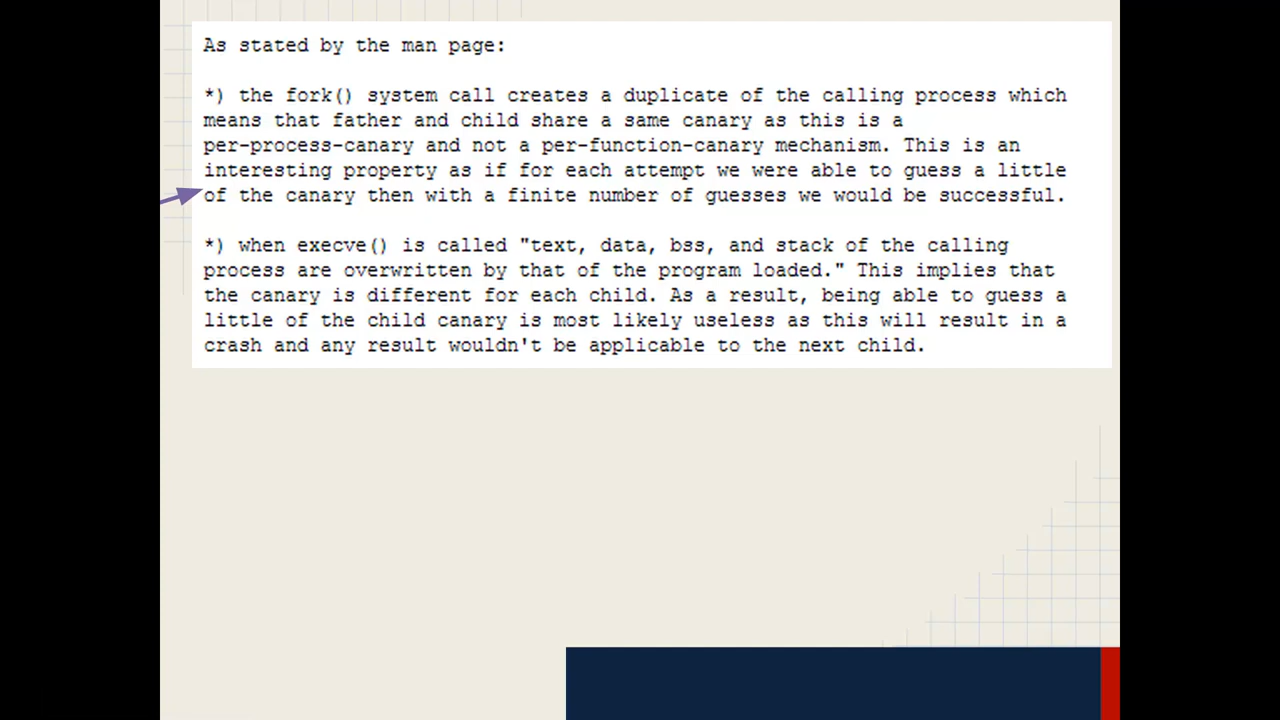 As stated by the man page:
*) the fork() system call creates a duplicate of the calling process which
means that father and child share a same canary as this is a
per-process-canary and not a per-function-canary mechanism. This is an
interesting property as if for each attempt we were able to guess a little
of the canary then with a finite number of guesses we would be successful.
*) when execve() is called "text, data, bss, and stack of the calling
process are overwritten by that of the program loaded." This implies that
the canary is different for each child. As a result, being able to guess a
little of the child canary is most likely useless as this will result in a
crash and any result wouldn't be applicable to the next child.